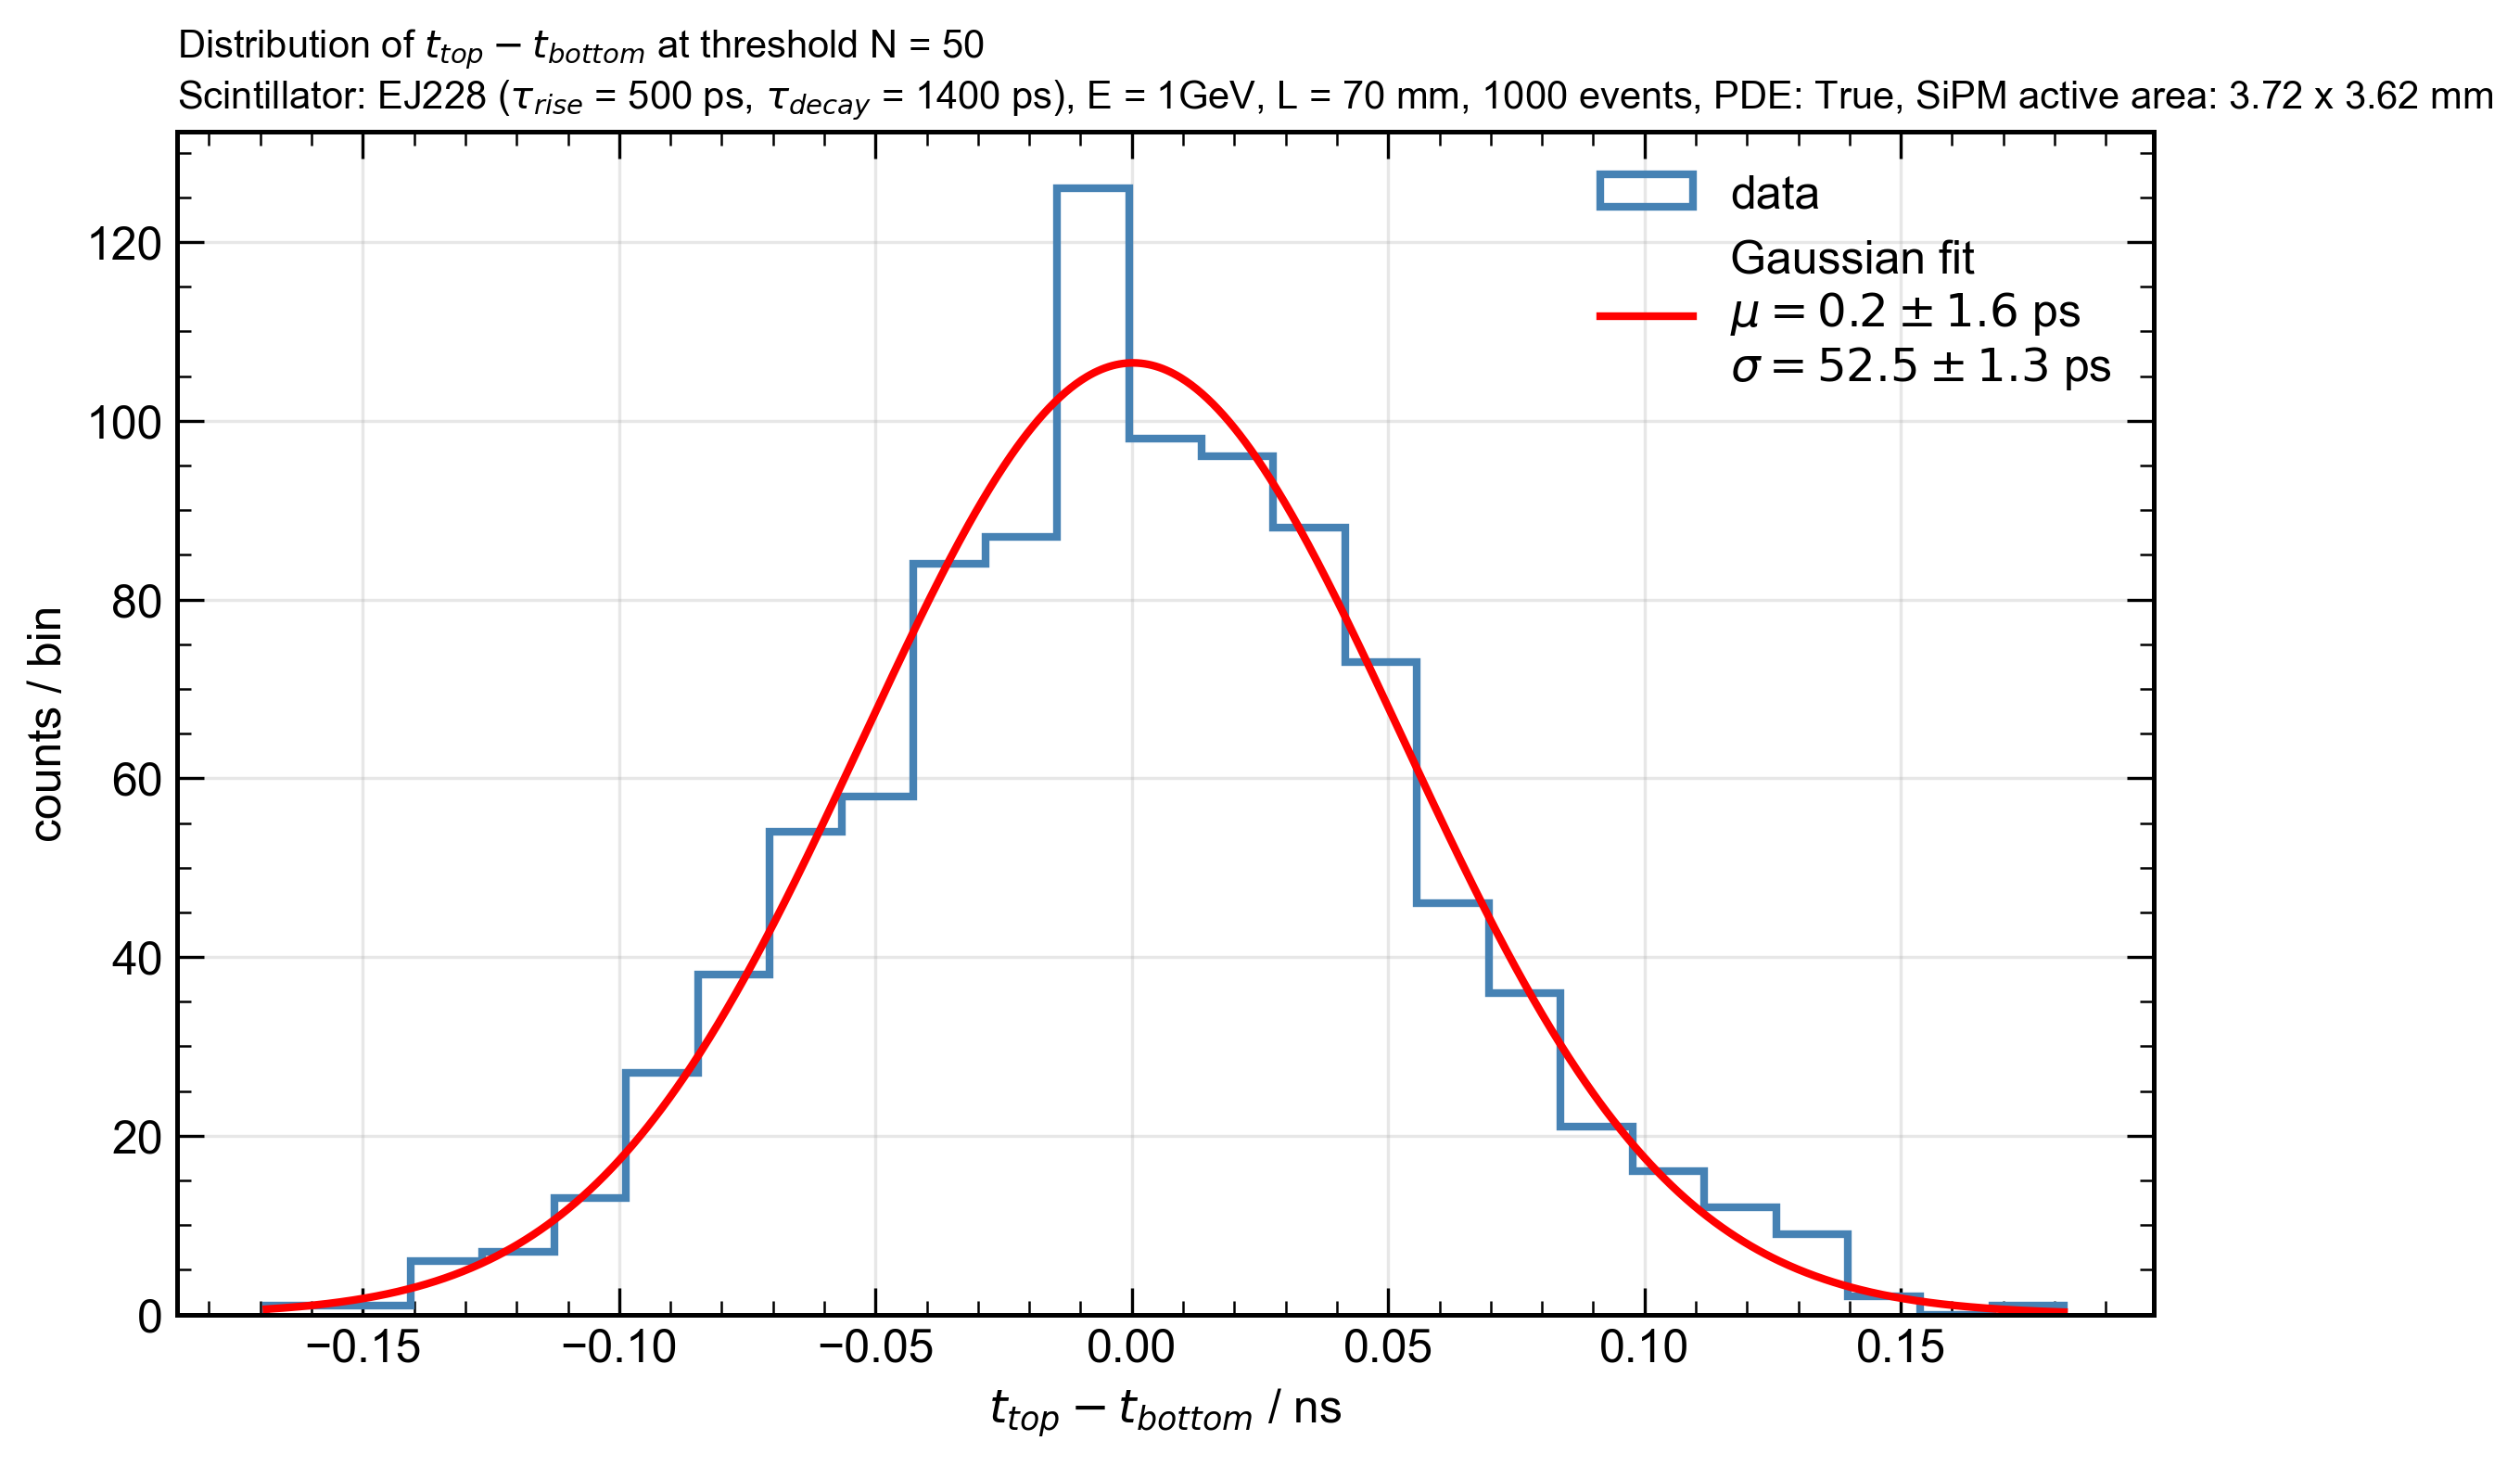 Distribution of t_top − t_bottom at threshold N = 50
Scintillator: EJ228 (τ_rise = 500 ps, τ_decay = 1400 ps), E = 1GeV, L = 70 mm, 1000 events, PDE: True, SiPM active area: 3.72 x 3.62 mm
data
Gaussian fit
μ = 0.2 ± 1.6 ps
σ = 52.5 ± 1.3 ps
counts / bin
120
100
80
60
40
20
0
−0.15 −0.10 −0.05 0.00 0.05 0.10 0.15
t_top − t_bottom / ns